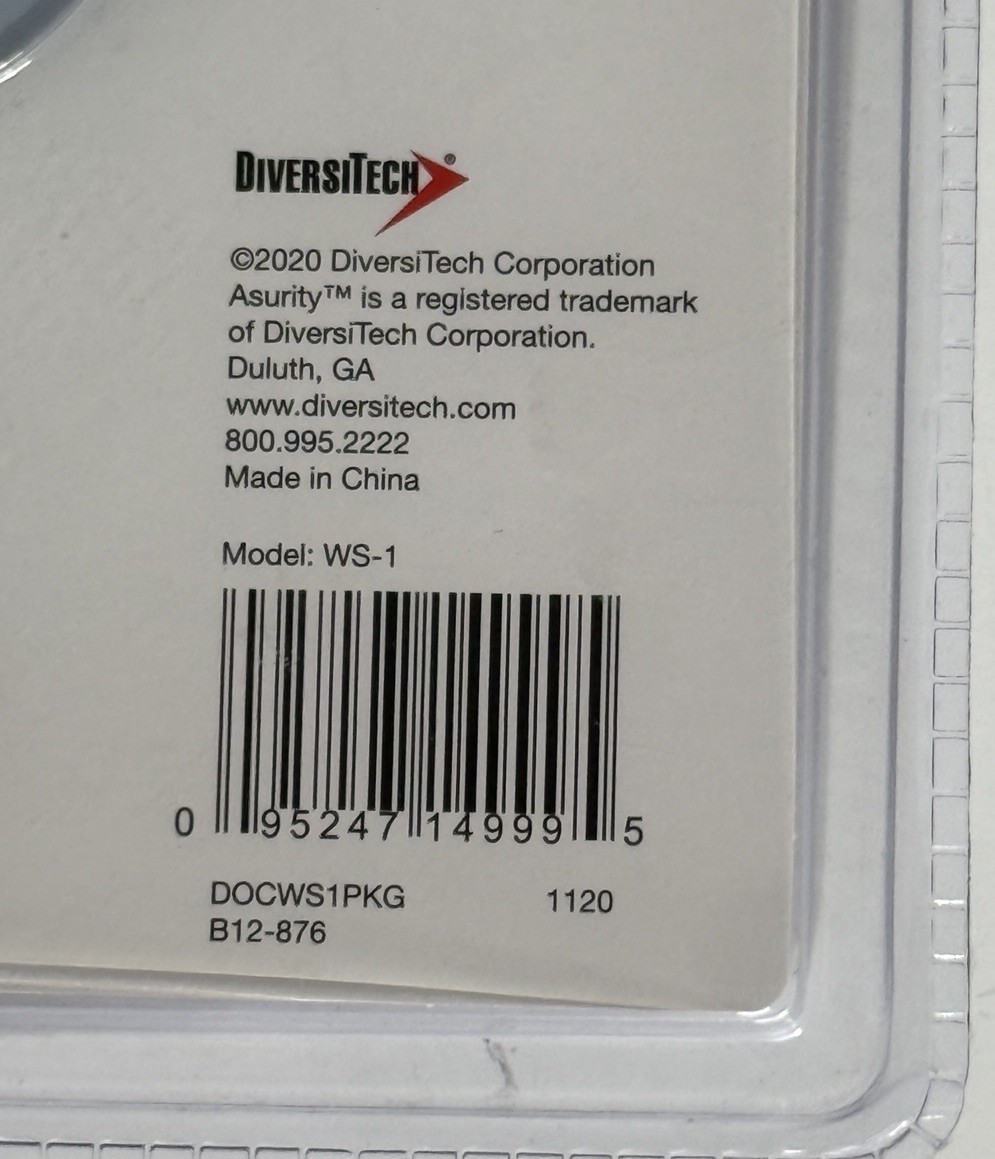 DIVERSITECH®
©2020 DiversiTech Corporation
Asurity™ is a registered trademark
of DiversiTech Corporation.
Duluth, GA
www.diversitech.com
800.995.2222
Made in China
Model: WS-1
0 95247 14999 5
DOCWS1PKG 1120
B12-876